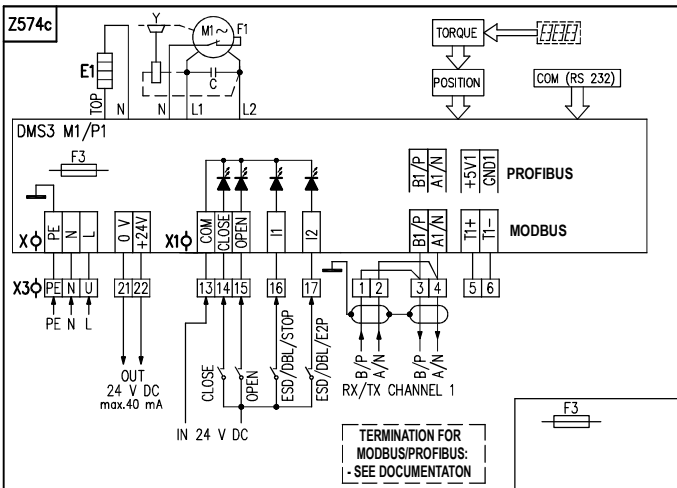 Z574c
Y
M1 ~
F1
E1
C
TOP
N
N
L1
L2
TORQUE
POSITION
COM (RS 232)
DMS3 M1/P1
F3
B1/P
A1/N
+5V1
GND1
PROFIBUS
X
PE
N
L
0 V
+24V
X1
COM
CLOSE
OPEN
I1
I2
B1/P
A1/N
T1+
T1-
MODBUS
X3
PE
N
U
21
22
13
14
15
16
17
1
2
3
4
5
6
PE N L
OUT
24 V DC
max.40 mA
CLOSE
OPEN
ESD/DBL/STOP
ESD/DBL/E2P
B/P
A/N
B/P
A/N
RX/TX CHANNEL 1
IN 24 V DC
TERMINATION FOR
MODBUS/PROFIBUS:
- SEE DOCUMENTATON
F3